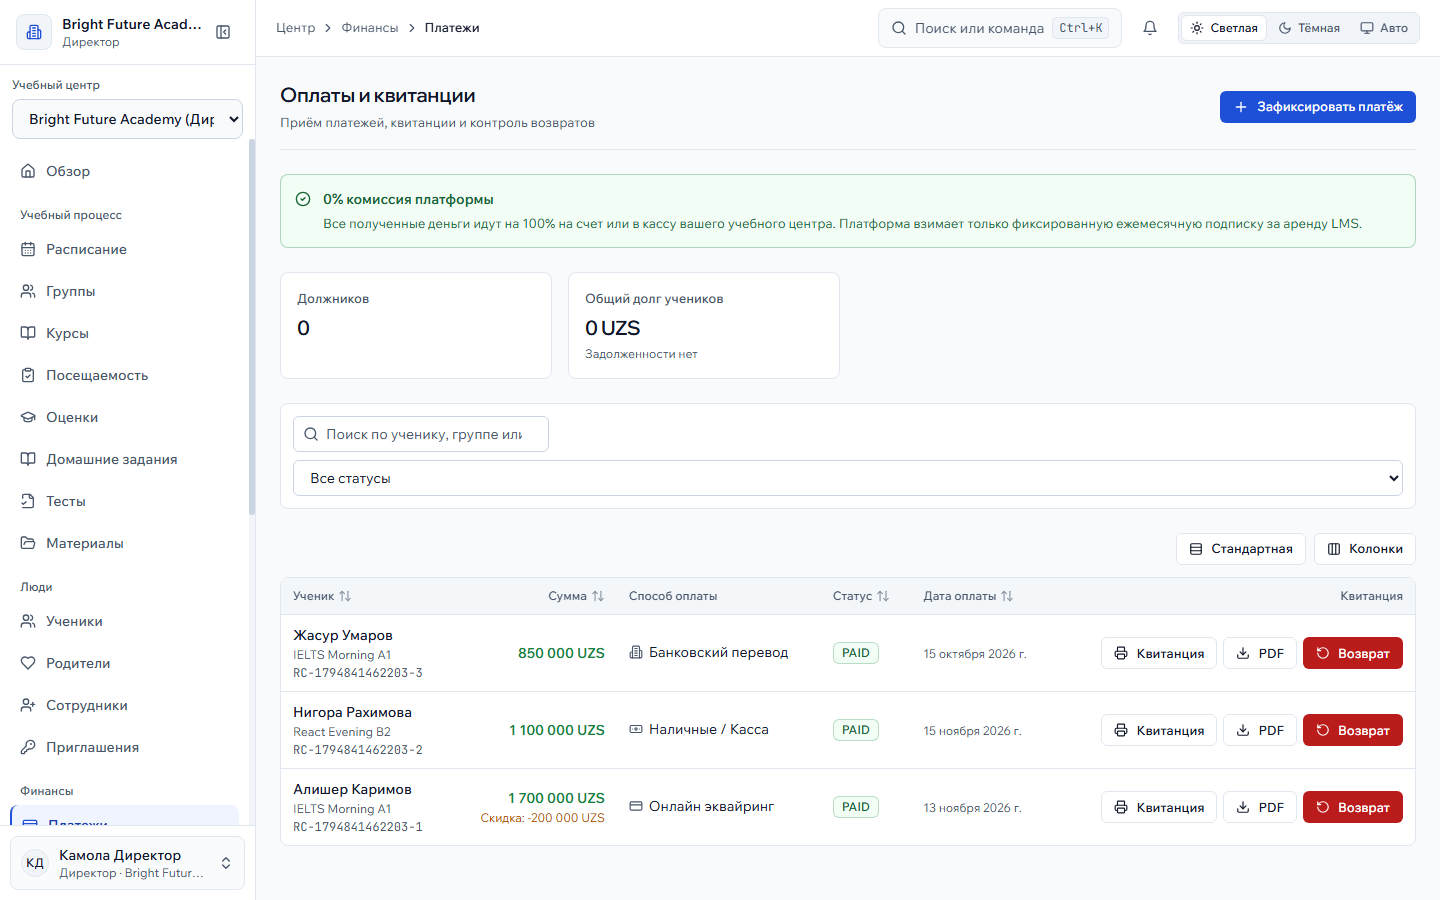 Bright Future Acad...
Директор
Учебный центр
Bright Future Academy (Дир
Обзор
Учебный процесс
Расписание
Группы
Курсы
Посещаемость
Оценки
Домашние задания
Тесты
Материалы
Люди
Ученики
Родители
Сотрудники
Приглашения
Финансы
Платежи
КД
Камола Директор
Директор · Bright Futur...
Центр > Финансы > Платежи
Поиск или команда Ctrl+K
Светлая Тёмная Авто
Оплаты и квитанции
Приём платежей, квитанции и контроль возвратов
Зафиксировать платёж
0% комиссия платформы
Все полученные деньги идут на 100% на счет или в кассу вашего учебного центра. Платформа взимает только фиксированную ежемесячную подписку за аренду LMS.
Должников
0
Общий долг учеников
0 UZS
Задолженности нет
Поиск по ученику, группе или
Все статусы
Стандартная Колонки
Ученик Сумма Способ оплаты Статус Дата оплаты Квитанция
Жасур Умаров
IELTS Morning A1
RC-1794841462203-3
850 000 UZS Банковский перевод PAID 15 октября 2026 г. Квитанция PDF Возврат
Нигора Рахимова
React Evening B2
RC-1794841462203-2
1 100 000 UZS Наличные / Касса PAID 15 ноября 2026 г. Квитанция PDF Возврат
Алишер Каримов
IELTS Morning A1
RC-1794841462203-1
1 700 000 UZS
Скидка: -200 000 UZS
Онлайн эквайринг PAID 13 ноября 2026 г. Квитанция PDF Возврат